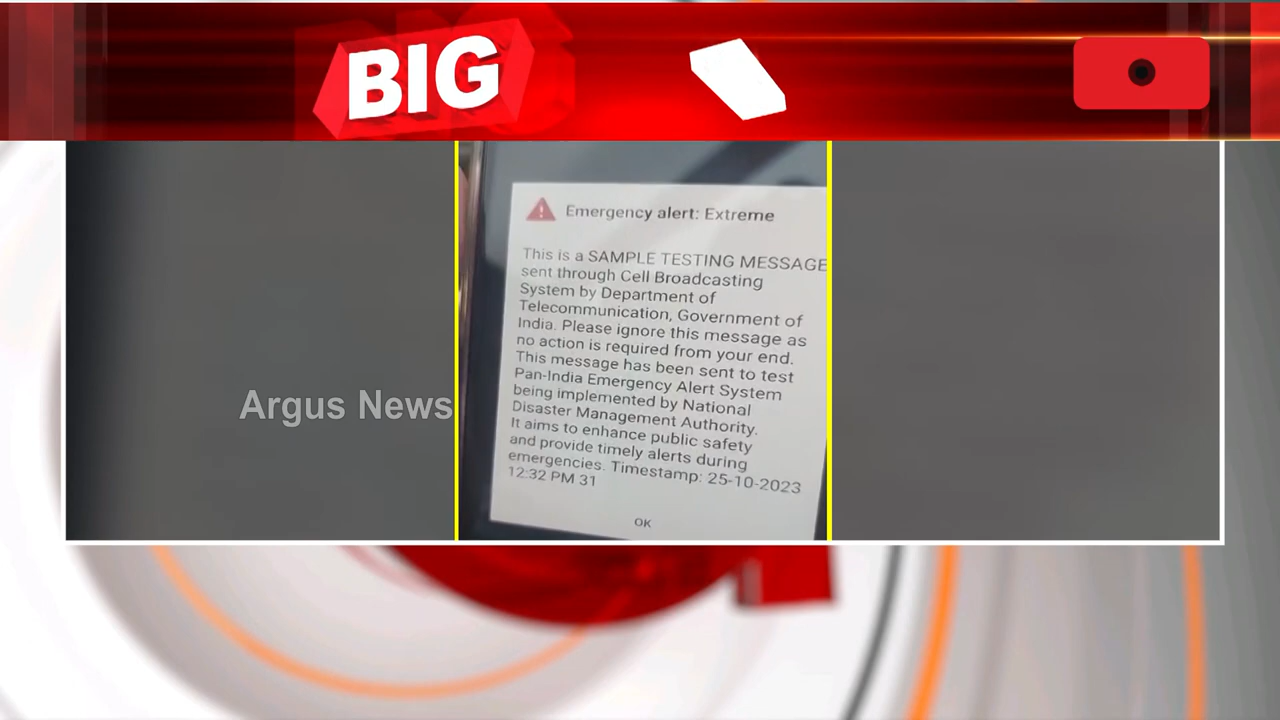 BIG
Emergency alert: Extreme
This is a SAMPLE TESTING MESSAGE
sent through Cell Broadcasting
System by Department of
Telecommunication, Government of
India. Please ignore this message as
no action is required from your end.
This message has been sent to test
Pan-India Emergency Alert System
being implemented by National
Disaster Management Authority.
It aims to enhance public safety
and provide timely alerts during
emergencies. Timestamp: 25-10-2023
12:32 PM 31
OK
Argus News